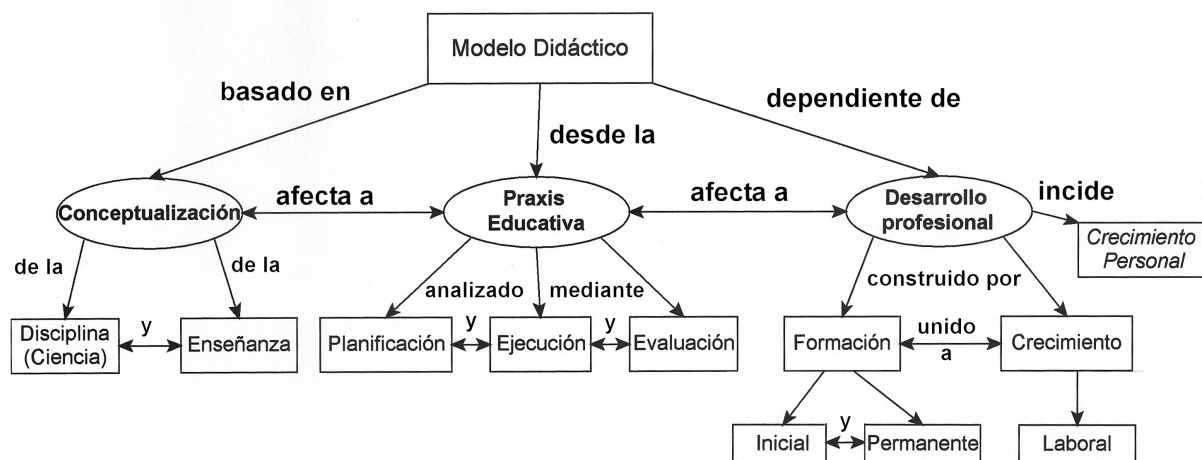 Modelo Didáctico
basado en
desde la
dependiente de
Conceptualización
afecta a
Praxis
Educativa
afecta a
Desarrollo
profesional
incide
Crecimiento
Personal
de la
de la
analizado
mediante
construido por
Disciplina
(Ciencia)
y
Enseñanza
Planificación
y
Ejecución
y
Evaluación
Formación
unido
a
Crecimiento
Inicial
y
Permanente
Laboral